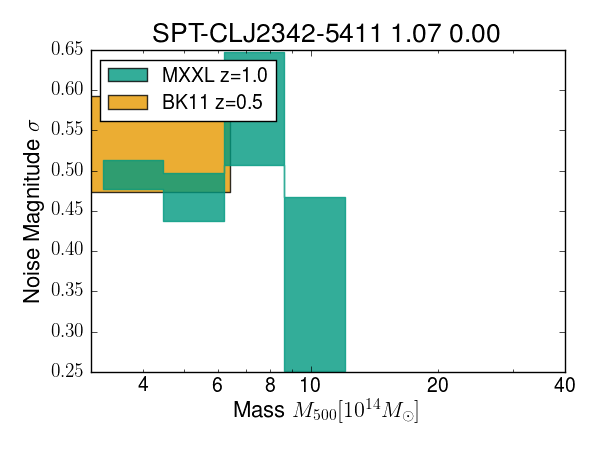 SPT-CLJ2342-5411 1.07 0.00
MXXL z=1.0
BK11 z=0.5
Noise Magnitude σ
0.65
0.60
0.55
0.50
0.45
0.40
0.35
0.30
0.25
4 6 8 10 20 40
Mass M₅₀₀[10¹⁴M⊙]